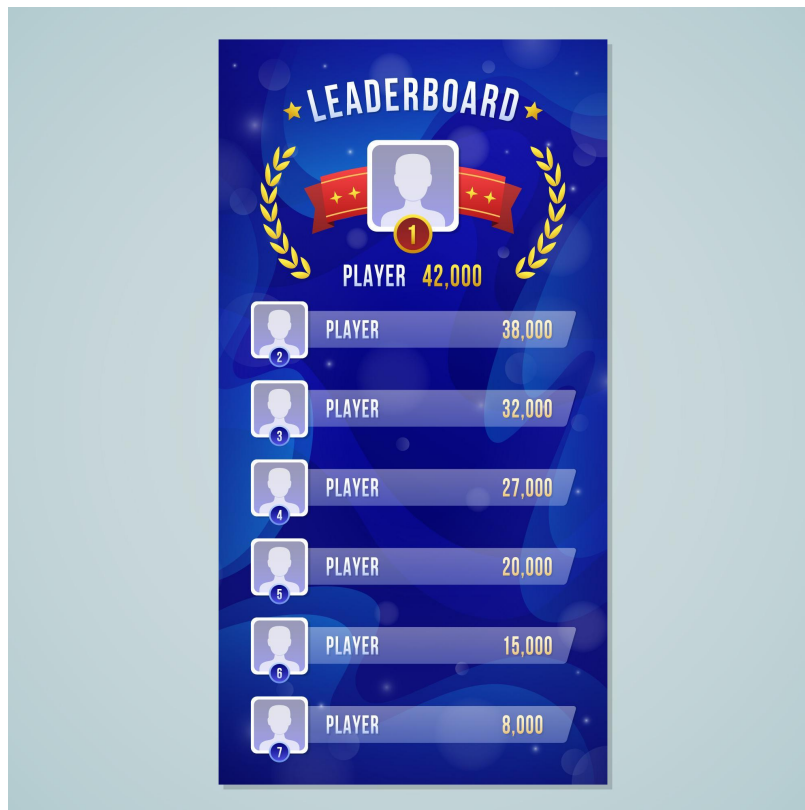 LEADERBOARD
1
PLAYER 42,000
PLAYER 38,000
2
PLAYER 32,000
3
PLAYER 27,000
4
PLAYER 20,000
5
PLAYER 15,000
6
PLAYER 8,000
7